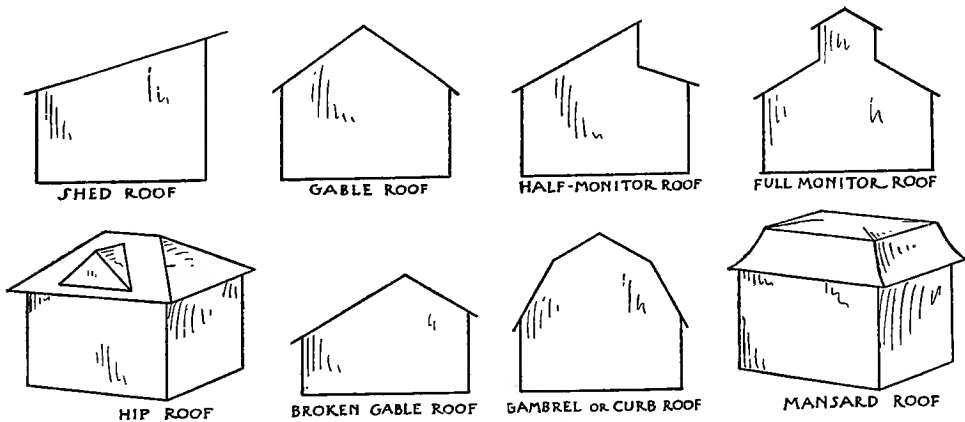 SHED ROOF
GABLE ROOF
HALF-MONITOR ROOF
FULL MONITOR ROOF
HIP ROOF
BROKEN GABLE ROOF
GAMBREL OR CURB ROOF
MANSARD ROOF